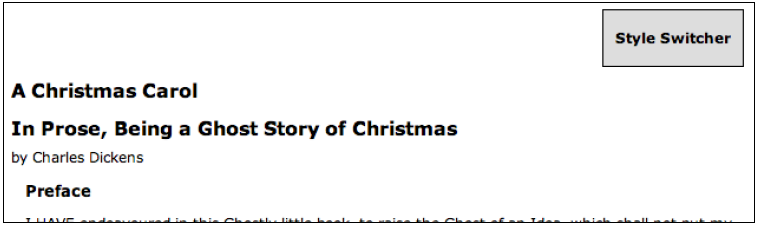 Style Switcher
A Christmas Carol
In Prose, Being a Ghost Story of Christmas
by Charles Dickens
Preface
I HAVE endeavoured in this Ghostly little book, to raise the Ghost of an Idea, which shall not put my